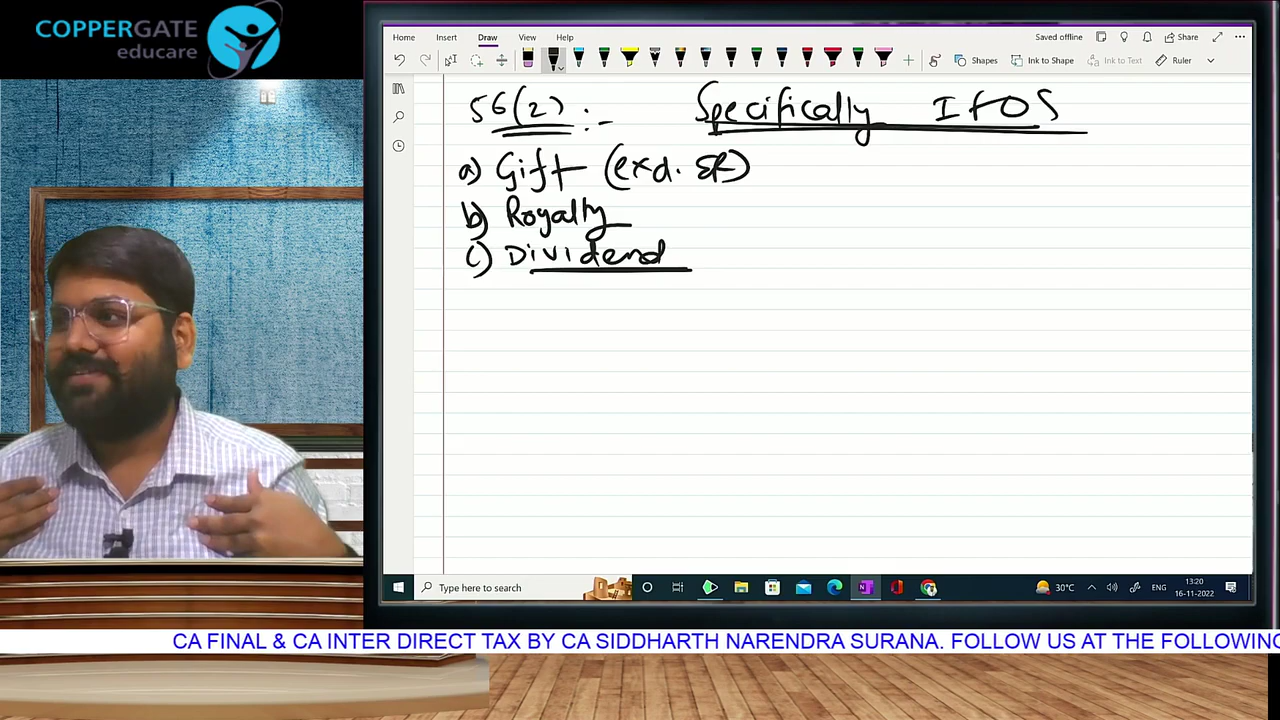 COPPERGATE
educare
Home Insert Draw View Help
Saved offline
Share
Shapes
Ink to Shape
Ink to Text
Ruler
56(2) :- Specifically IFOS
a) Gift (exd.
b) Royalty
c) Dividend
Type here to search
30°C
ENG
13:20
16-11-2022
CA FINAL & CA INTER DIRECT TAX BY CA SIDDHARTH NARENDRA SURANA. FOLLOW US AT THE FOLLOWING